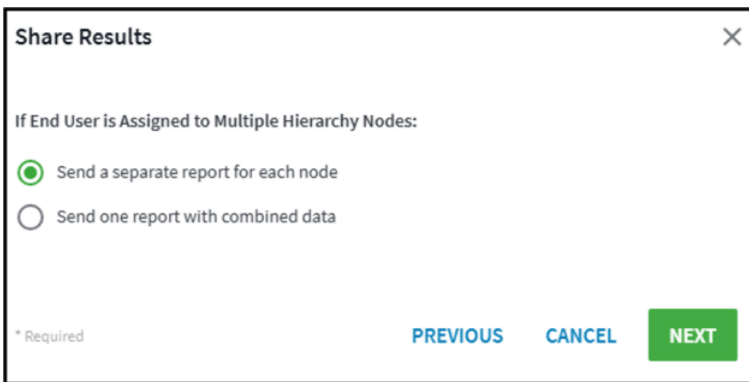 Share Results
If End User is Assigned to Multiple Hierarchy Nodes:
Send a separate report for each node
Send one report with combined data
* Required PREVIOUS CANCEL NEXT